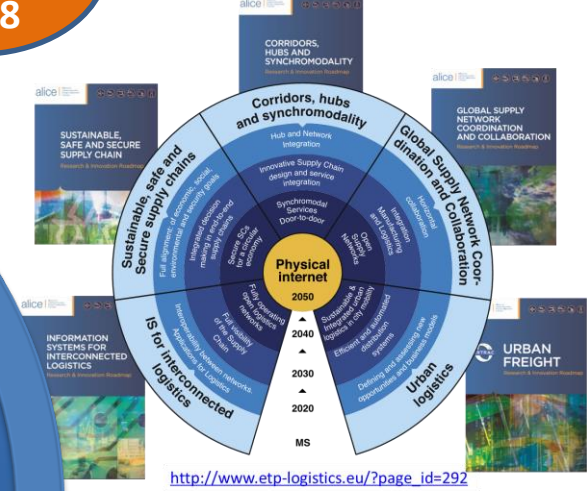 8
alice
CORRIDORS,
HUBS AND
SYNCHROMODALITY
Research & Innovation Roadmap
alice
SUSTAINABLE,
SAFE AND SECURE
SUPPLY CHAIN
Research & Innovation Roadmap
alice
GLOBAL SUPPLY
NETWORK
COORDINATION
AND COLLABORATION
Research & Innovation Roadmap
alice
INFORMATION
SYSTEMS FOR
INTERCONNECTED
LOGISTICS
Research & Innovation Roadmap
alice
URBAN
FREIGHT
Research & Innovation Roadmap
Corridors, hubs
and synchromodality
Hub and Network
Integration
Innovative Supply Chain
design and service
integration
Synchromodal
Services
Door-to-door
Global Supply Network Coor-
dination and Collaboration
Horizontal
collaboration
Integration
Manufacturing
and Logistics
Open
Supply
Networks
Sustainable, safe and
Secure supply chains
Full alignment of economic, social,
environmental and security goals
Integrated decision
making in end-to-end
supply chains
Secure SCs
for a circular
economy
IS for interconnected
logistics
Interoperability between networks.
Applications for Logistics
Full visibility
of the Supply
Chain
Fully operating
open logistics
networks
Urban
logistics
Defining and assessing new
opportunities and business models
Efficient and automated
distribution
systems
Sustainable &
Integrated urban
logistics in city mobility
Physical
internet
2050
2040
2030
2020
MS
http://www.etp-logistics.eu/?page_id=292